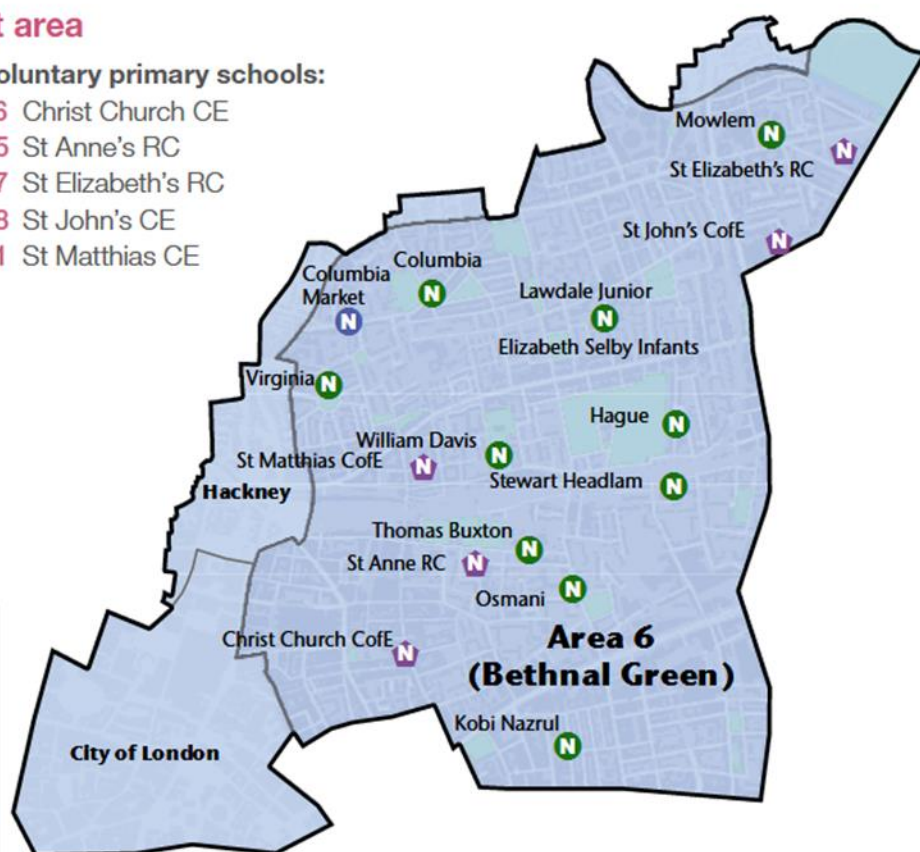 t area
oluntary primary schools:
6 Christ Church CE
5 St Anne's RC
7 St Elizabeth's RC
3 St John's CE
1 St Matthias CE
Mowlem
N
N
St Elizabeth's RC
St John's CofE
N
Columbia
Columbia
Market
N
N
Lawdale Junior
N
Elizabeth Selby Infants
Virginia
N
Hague
N
William Davis
N
St Matthias CofE
N
Stewart Headlam
N
Hackney
Thomas Buxton
N
St Anne RC
N
Osmani
N
Christ Church CofE
N
Area 6
(Bethnal Green)
Kobi Nazrul
N
City of London